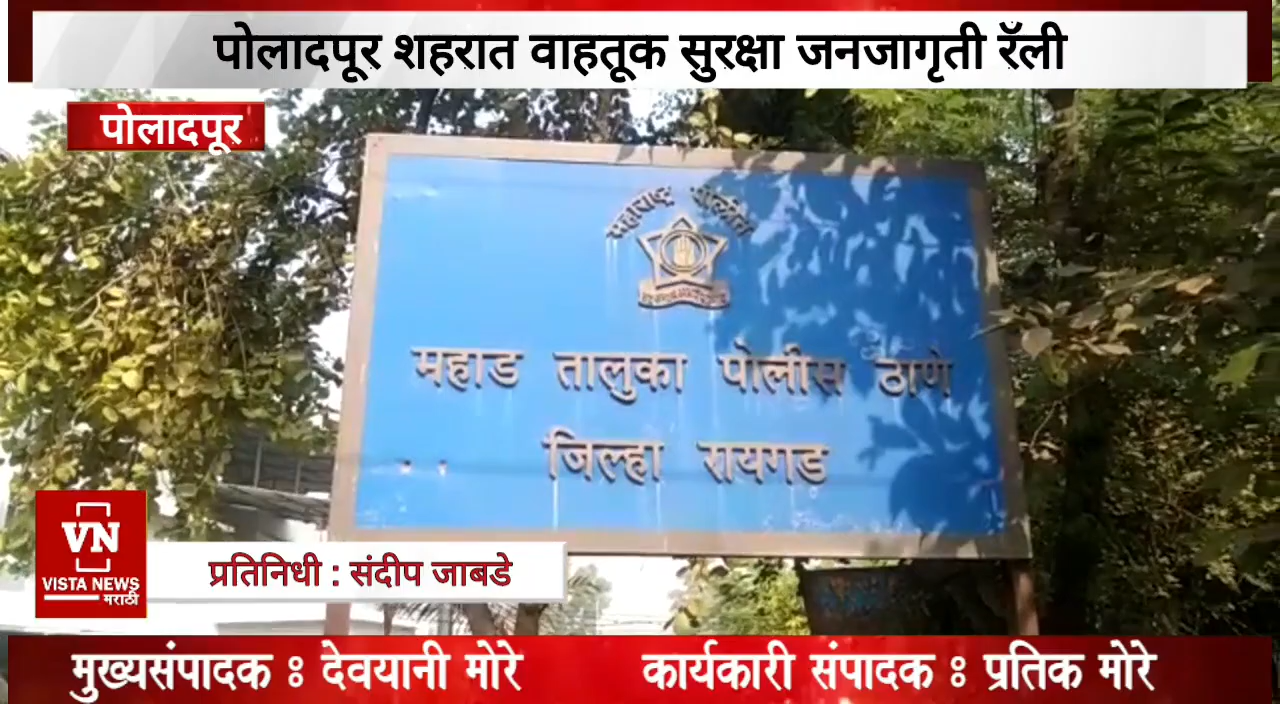 पोलादपूर शहरात वाहतूक सुरक्षा जनजागृती रॅंली
पोलादपूर
महाराष्ट्र पोलीस
महाड तालुका पोलीस ठाणे
जिल्हा रायगड
VN
VISTA NEWS
मराठी
प्रतिनिधी : संदीप जाबडे
मुख्यसंपादक : देवयानी मोरे कार्यकारी संपादक : प्रतिक मोरे